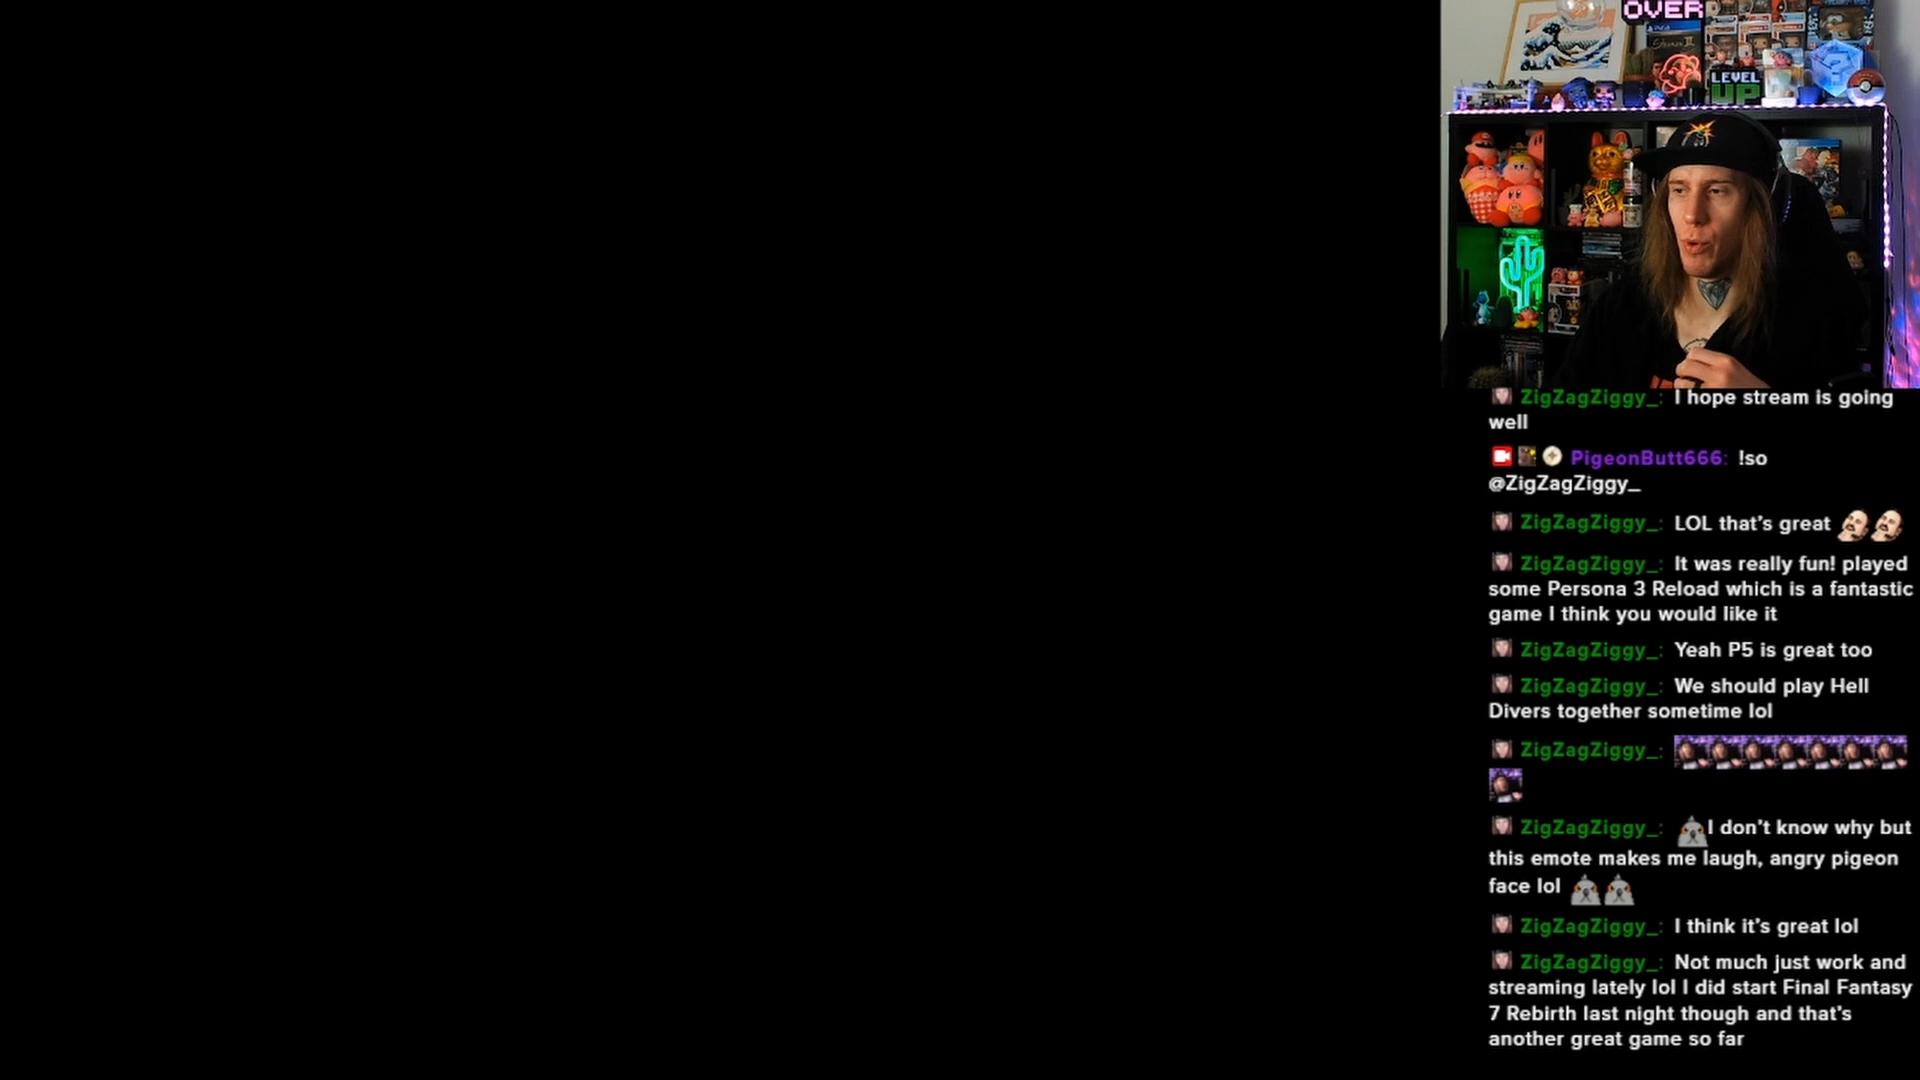 OVER
LEVEL
UP
ZigZagZiggy_: I hope stream is going
well
PigeonButt666: !so
@ZigZagZiggy_
ZigZagZiggy_: LOL that's great
ZigZagZiggy_: It was really fun! played
some Persona 3 Reload which is a fantastic
game I think you would like it
ZigZagZiggy_: Yeah P5 is great too
ZigZagZiggy_: We should play Hell
Divers together sometime lol
ZigZagZiggy_:
ZigZagZiggy_: I don't know why but
this emote makes me laugh, angry pigeon
face lol
ZigZagZiggy_: I think it's great lol
ZigZagZiggy_: Not much just work and
streaming lately lol I did start Final Fantasy
7 Rebirth last night though and that's
another great game so far